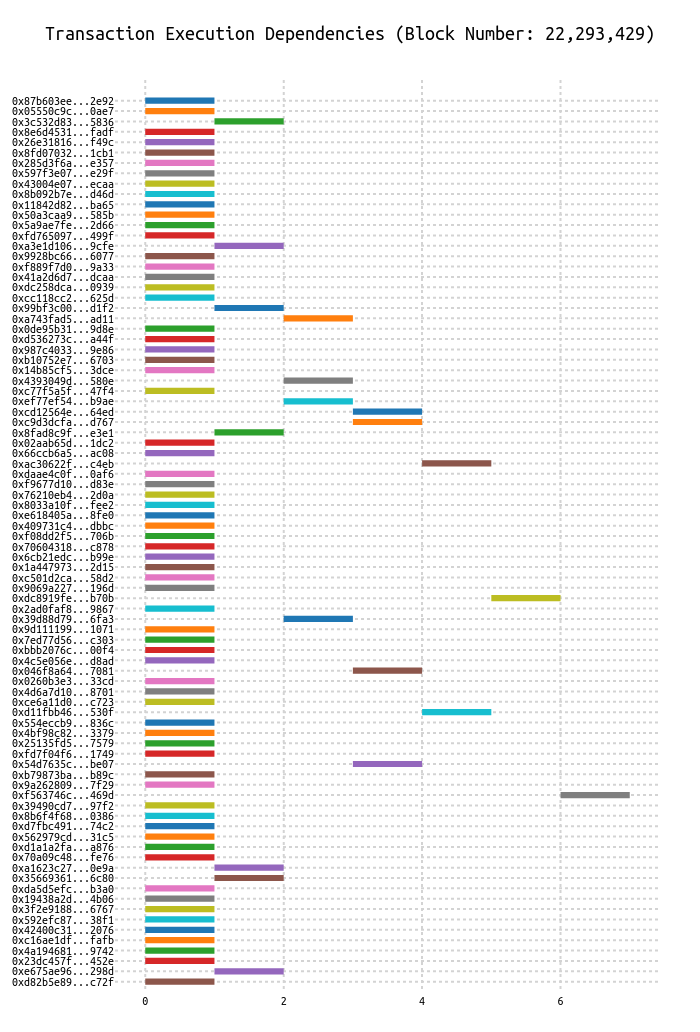 Transaction Execution Dependencies (Block Number: 22,293,429)
0x87b603ee...2e92
0x05550c9c...0ae7
0x3c532d83...5836
0x8e6d4531...fadf
0x26e31816...f49c
0x8fd07032...1cb1
0x285d3f6a...e357
0x597f3e07...e29f
0x43004e07...ecaa
0x8b092b7e...d46d
0x11842d82...ba65
0x50a3caa9...585b
0x5a9ae7fe...2d66
0xfd765097...499f
0xa3e1d106...9cfe
0x9928bc66...6077
0xf889f7d0...9a33
0x41a2d6d7...dcaa
0xdc258dca...0939
0xcc118cc2...625d
0x99bf3c00...d1f2
0xa743fad5...ad11
0x0de95b31...9d8e
0xd536273c...a44f
0x987c4033...9e86
0xb10752e7...6703
0x14b85cf5...3dce
0x4393049d...580e
0xc77f5a5f...47f4
0xef77ef54...b9ae
0xcd12564e...64ed
0xc9d3dcfa...d767
0x8fad8c9f...e3e1
0x02aab65d...1dc2
0x66ccb6a5...ac08
0xac30622f...c4eb
0xdaae4c0f...0af6
0xf9677d10...d83e
0x76210eb4...2d0a
0x8033a10f...fee2
0xe618405a...8fe0
0x409731c4...dbbc
0xf08dd2f5...706b
0x70604318...c878
0x6cb21edc...b99e
0x1a447973...2d15
0xc501d2ca...58d2
0x9069a227...196d
0xdc8919fe...b70b
0x2ad0faf8...9867
0x39d88d79...6fa3
0x9d111199...1071
0x7ed77d56...c303
0xbbb2076c...00f4
0x4c5e056e...d8ad
0x046f8a64...7081
0x0260b3e3...33cd
0x4d6a7d10...8701
0xce6a11d0...c723
0xd11fbb46...530f
0x554eccb9...836c
0x4bf98c82...3379
0x25135fd5...7579
0xfd7f04f6...1749
0x54d7635c...be07
0xb79873ba...b89c
0x9a262809...7f29
0xf563746c...469d
0x39490cd7...97f2
0x8b6f4f68...0386
0xd7fbc491...74c2
0x562979cd...31c5
0xd1a1a2fa...a876
0x70a09c48...fe76
0xa1623c27...0e9a
0x35669361...6c80
0xda5d5efc...b3a0
0x19438a2d...4b06
0x3f2e9188...6767
0x592efc87...38f1
0x42400c31...2076
0xc16ae1df...fafb
0x4a194681...9742
0x23dc457f...452e
0xe675ae96...298d
0xd82b5e89...c72f
0 2 4 6